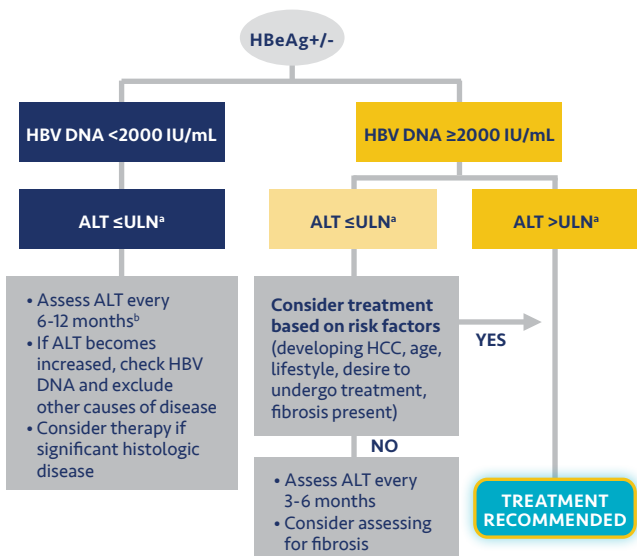 HBeAg+/-
HBV DNA <2000 IU/mL
HBV DNA ≥2000 IU/mL
ALT ≤ULNᵃ
ALT ≤ULNᵃ
ALT >ULNᵃ
• Assess ALT every
6-12 monthsᵇ
• If ALT becomes
increased, check HBV
DNA and exclude
other causes of disease
• Consider therapy if
significant histologic
disease
Consider treatment
based on risk factors
(developing HCC, age,
lifestyle, desire to
undergo treatment,
fibrosis present)
YES
NO
• Assess ALT every
3-6 months
• Consider assessing
for fibrosis
TREATMENT
RECOMMENDED